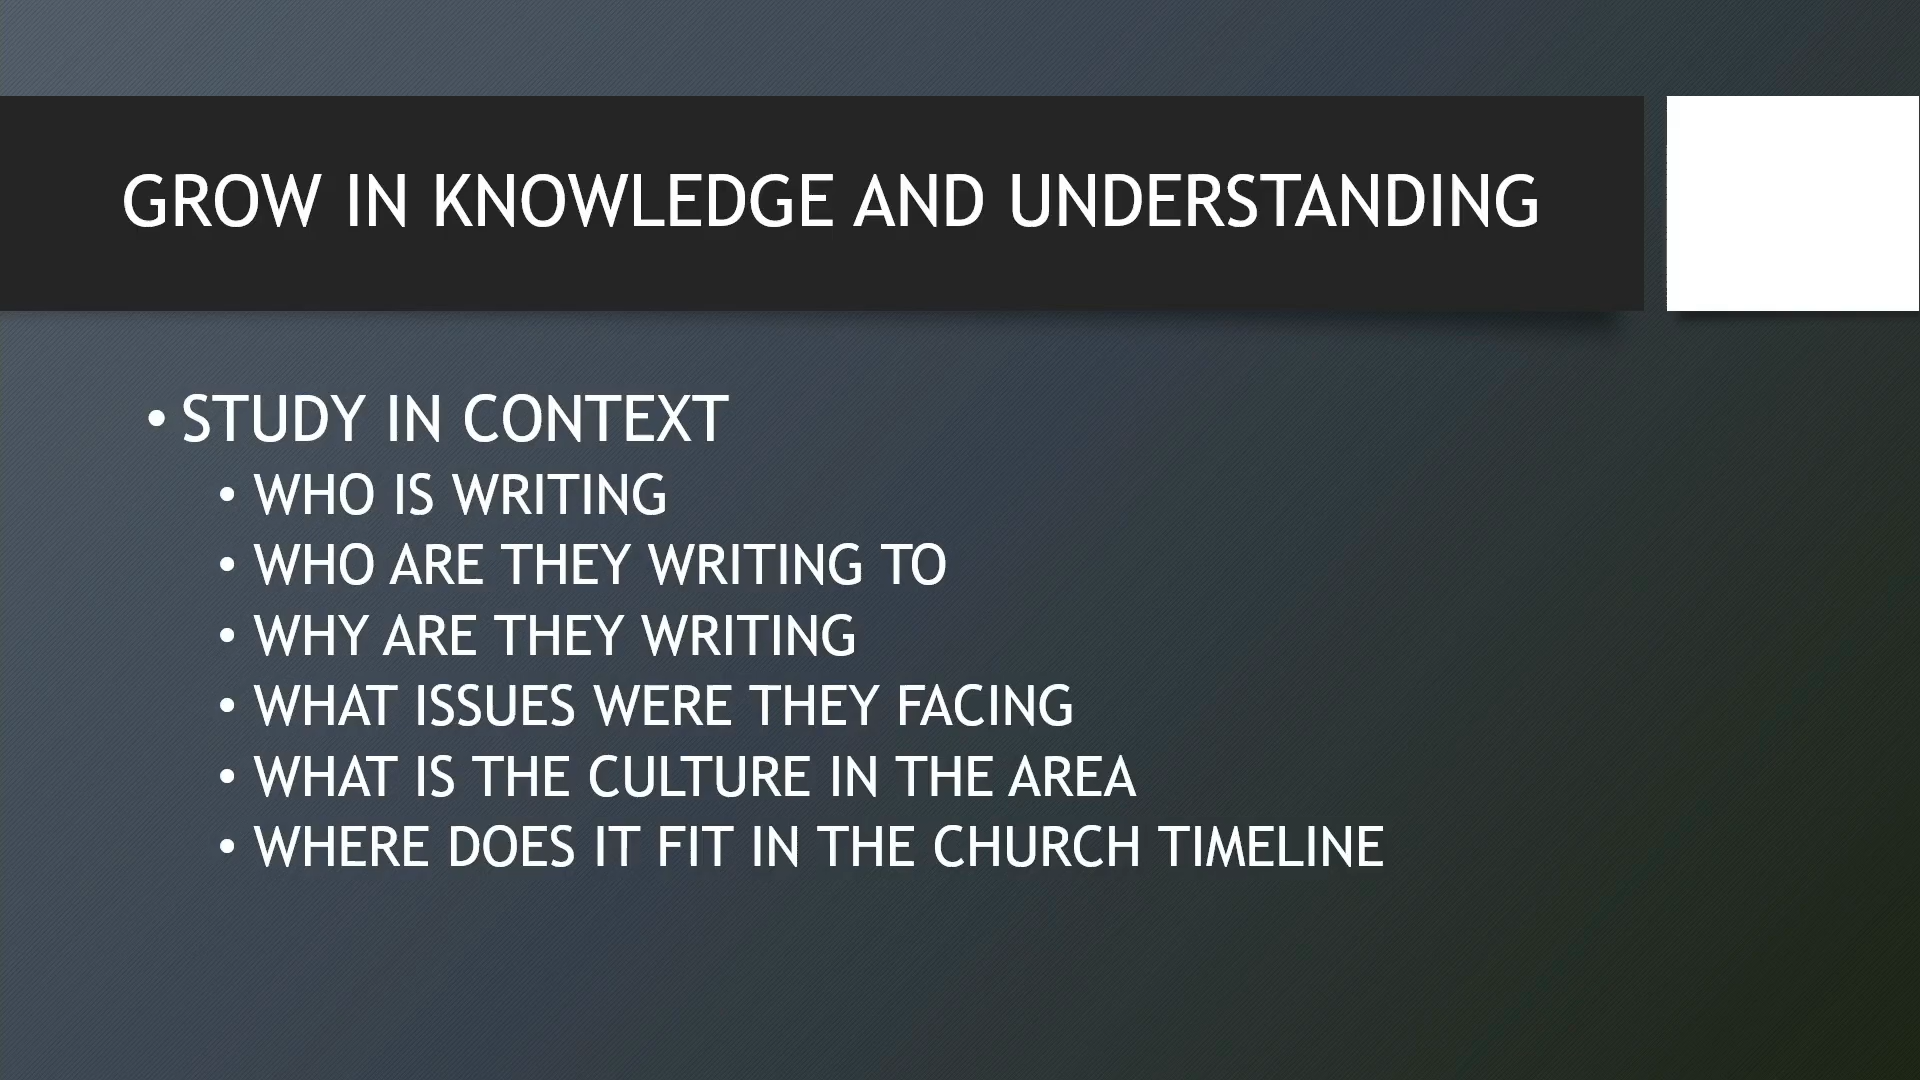 GROW IN KNOWLEDGE AND UNDERSTANDING
• STUDY IN CONTEXT
• WHO IS WRITING
• WHO ARE THEY WRITING TO
• WHY ARE THEY WRITING
• WHAT ISSUES WERE THEY FACING
• WHAT IS THE CULTURE IN THE AREA
• WHERE DOES IT FIT IN THE CHURCH TIMELINE